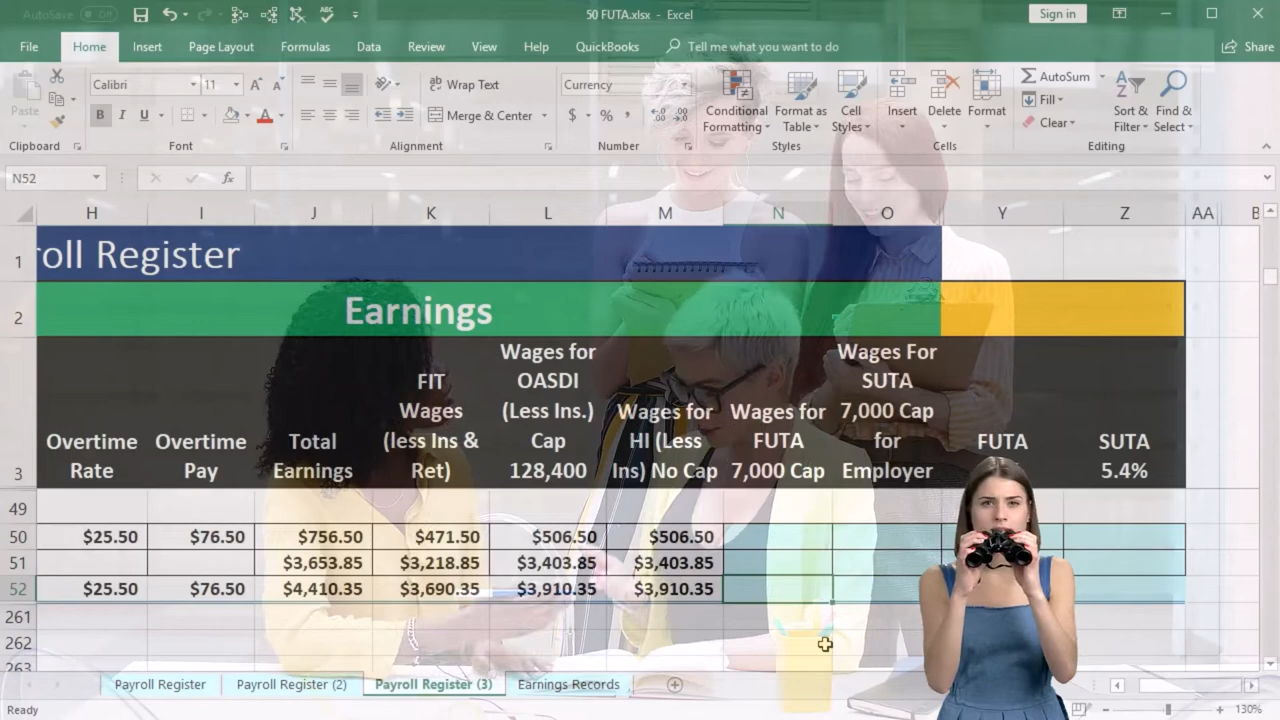 AutoSave Off 50 FUTA.xlsx - Excel Sign in
File Home Insert Page Layout Formulas Data Review View Help QuickBooks Tell me what you want to do Share
Paste Calibri 11 Wrap Text Currency Conditional Formatting Format as Table Cell Styles Insert Delete Format AutoSum Sort & Filter Find & Select
B I U Merge & Center $ % Fill
Clear
Clipboard Font Alignment Number Styles Cells Editing
N52 fx
H I J K L M N O Y Z AA B
1 roll Register
2 Earnings
3 Overtime Rate Overtime Pay Total Earnings FIT Wages (less Ins & Ret) Wages for OASDI (Less Ins.) Cap 128,400 Wages for HI (Less Ins) No Cap Wages for FUTA 7,000 Cap Wages For SUTA 7,000 Cap for Employer FUTA SUTA 5.4%
49
50 $25.50 $76.50 $756.50 $471.50 $506.50 $506.50
51 $3,653.85 $3,218.85 $3,403.85 $3,403.85
52 $25.50 $76.50 $4,410.35 $3,690.35 $3,910.35 $3,910.35
261
262
263
Payroll Register Payroll Register (2) Payroll Register (3) Earnings Records
Ready 130%